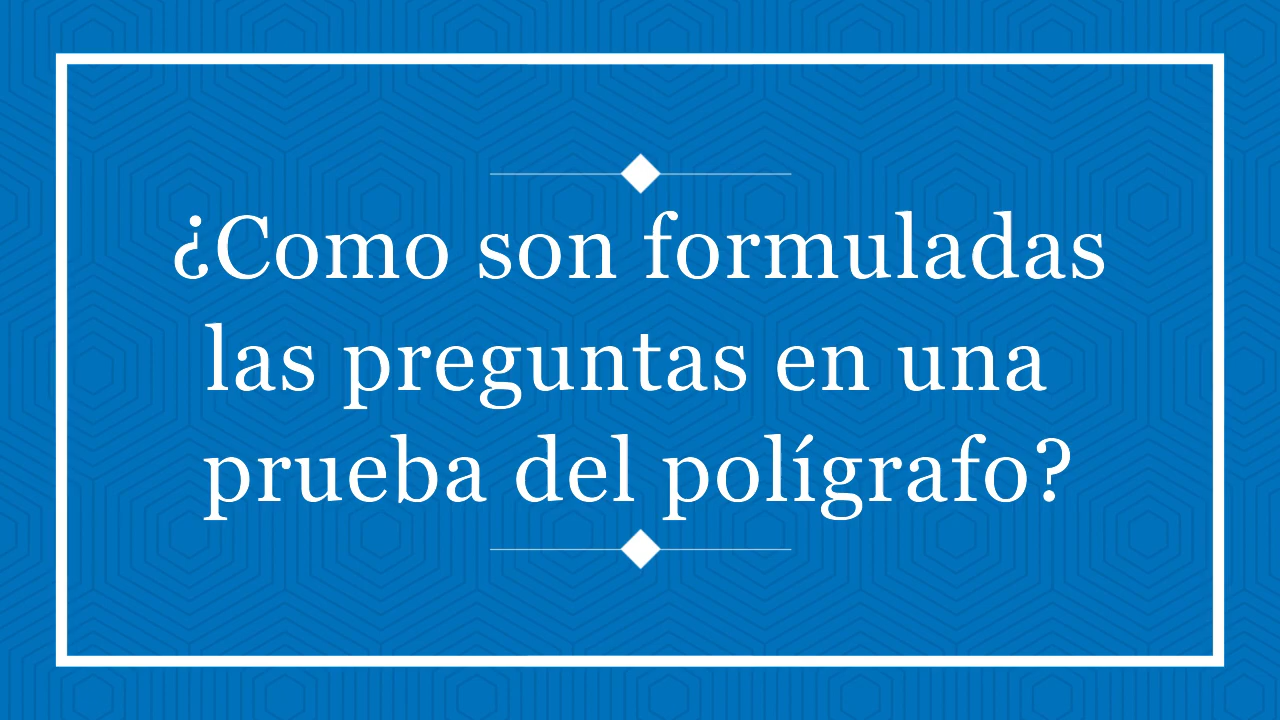 ¿Como son formuladas
las preguntas en una
prueba del polígrafo?